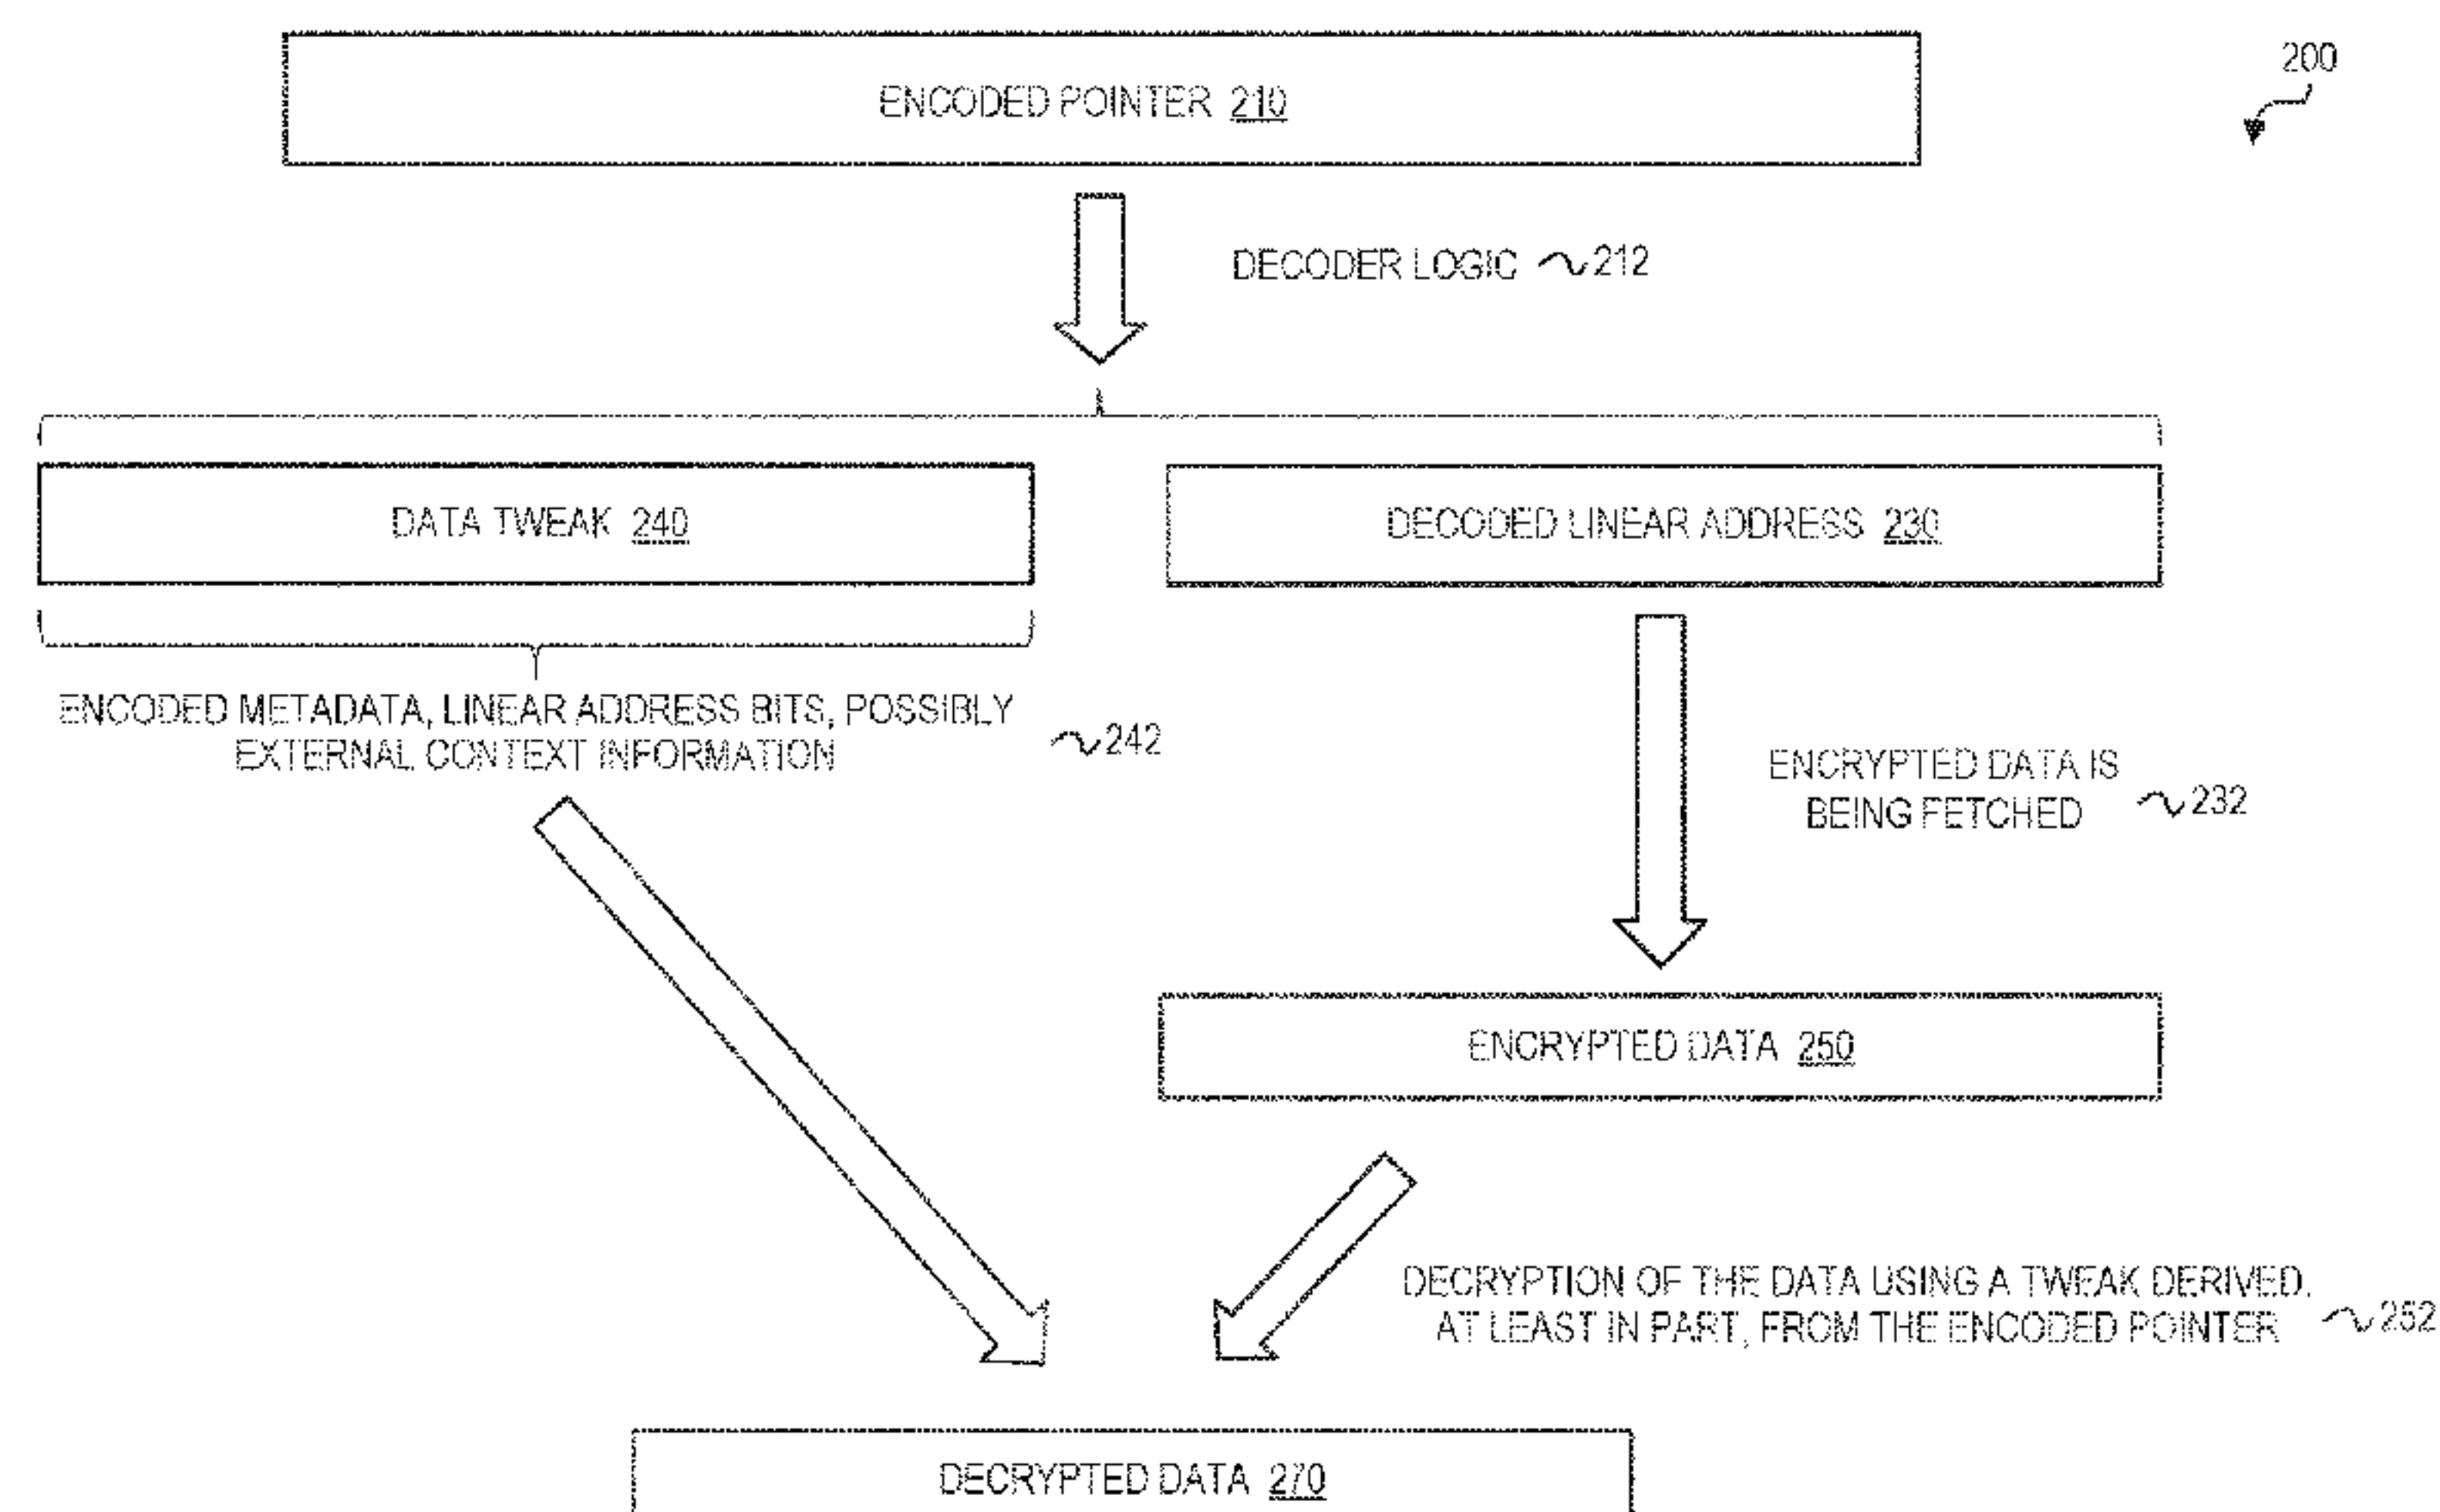 200
ENCODED POINTER 210
DECODER LOGIC 212
DATA TWEAK 240
DECODED LINEAR ADDRESS 230
ENCODED METADATA, LINEAR ADDRESS BITS, POSSIBLY
EXTERNAL CONTEXT INFORMATION
242
ENCRYPTED DATA IS
BEING FETCHED
232
ENCRYPTED DATA 250
DECRYPTION OF THE DATA USING A TWEAK DERIVED,
AT LEAST IN PART, FROM THE ENCODED POINTER
252
DECRYPTED DATA 270